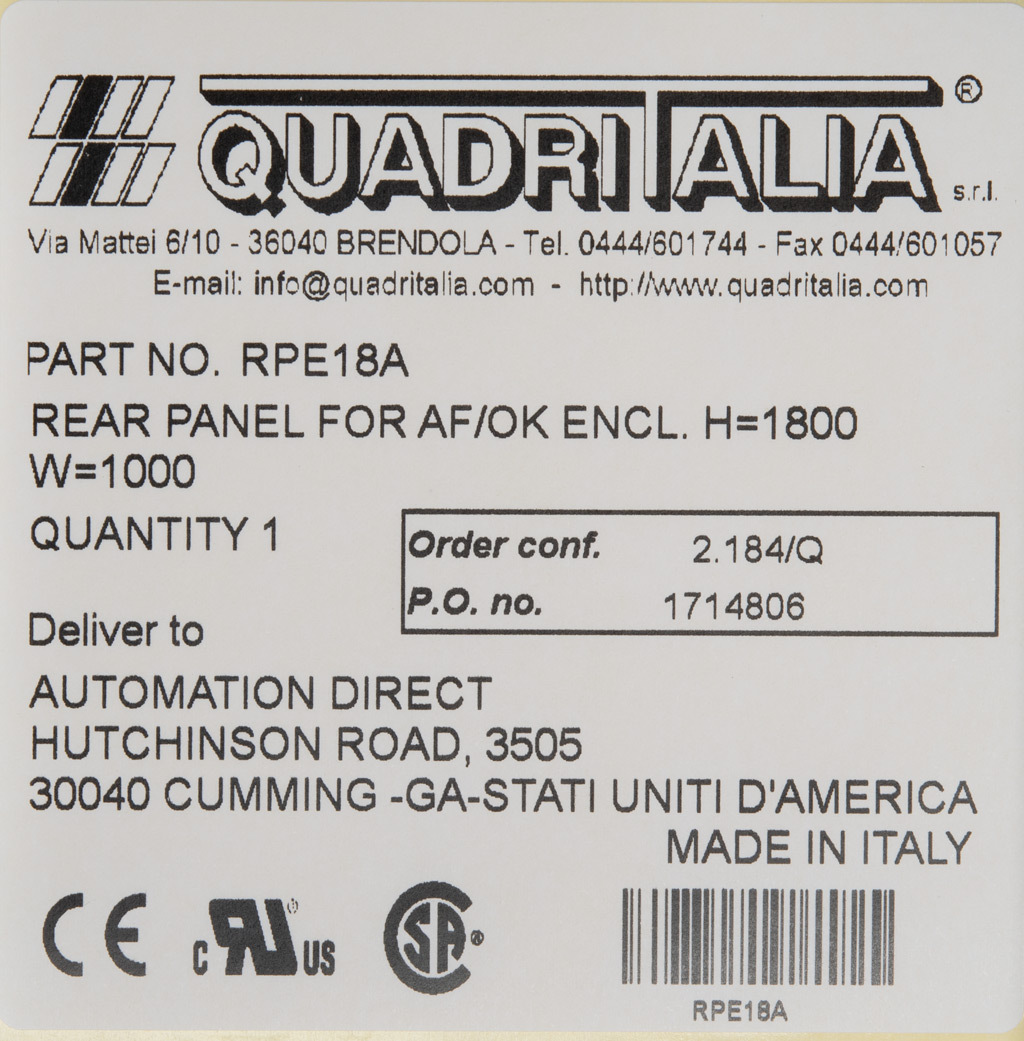 QUADRITALIA® s.r.l.
Via Mattei 6/10 - 36040 BRENDOLA - Tel. 0444/601744 - Fax 0444/601057
E-mail: info@quadritalia.com - http://www.quadritalia.com
PART NO. RPE18A
REAR PANEL FOR AF/OK ENCL. H=1800
W=1000
QUANTITY 1
Order conf. 2.184/Q
P.O. no. 1714806
Deliver to
AUTOMATION DIRECT
HUTCHINSON ROAD, 3505
30040 CUMMING -GA-STATI UNITI D'AMERICA
MADE IN ITALY
CE c RU® US SA®
RPE18A